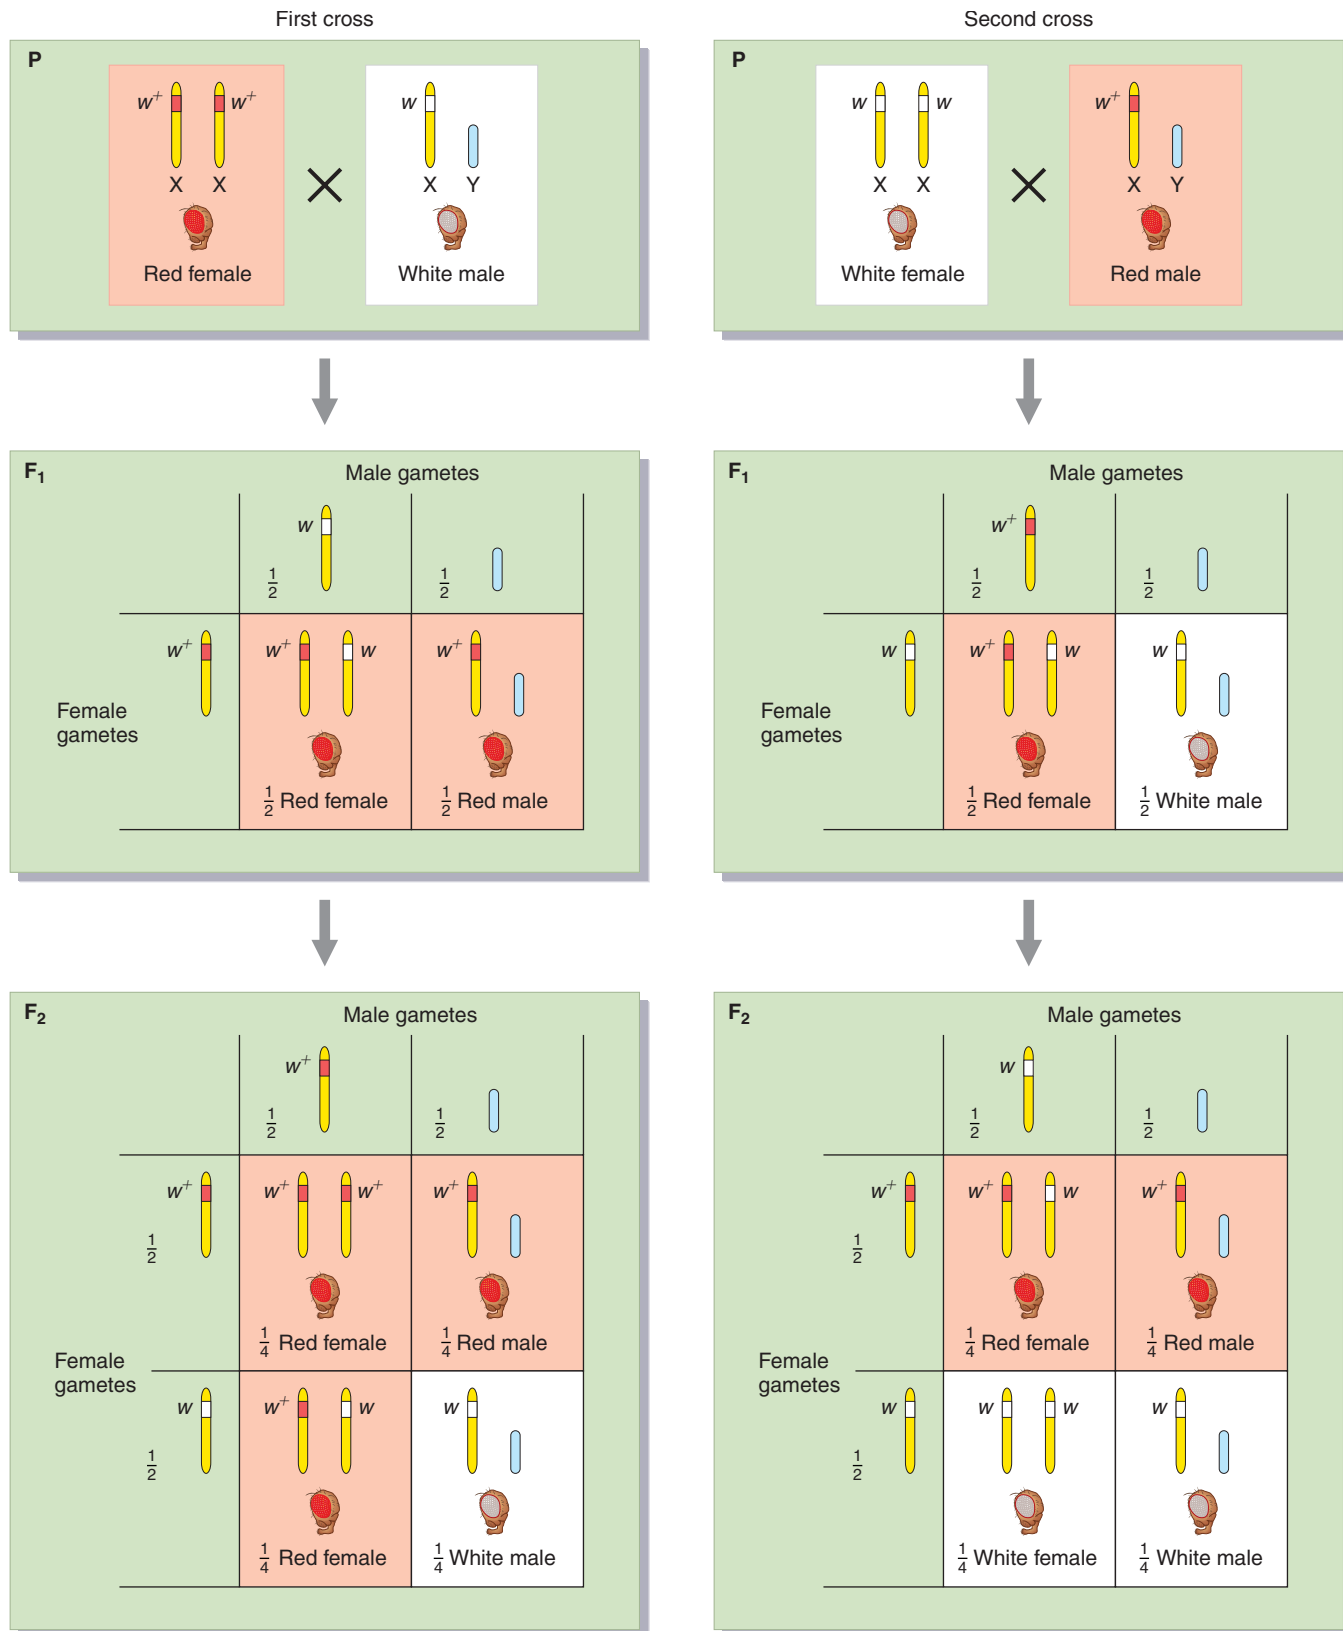 First cross
P
w+ w+
w
X X
X Y
Red female
White male
F1
Male gametes
w
1/2
1/2
w+
w+ w
w+
Female
gametes
1/2 Red female
1/2 Red male
F2
Male gametes
w+
1/2
1/2
w+
w+ w+
w+
1/2
1/4 Red female
1/4 Red male
Female
gametes
w
w+ w
w
1/2
1/4 Red female
1/4 White male
Second cross
P
w w
w+
X X
X Y
White female
Red male
F1
Male gametes
w+
1/2
1/2
w
w+ w
w
Female
gametes
1/2 Red female
1/2 White male
F2
Male gametes
w
1/2
1/2
w+
w+ w
w+
1/2
1/4 Red female
1/4 Red male
Female
gametes
w
w w
w
1/2
1/4 White female
1/4 White male